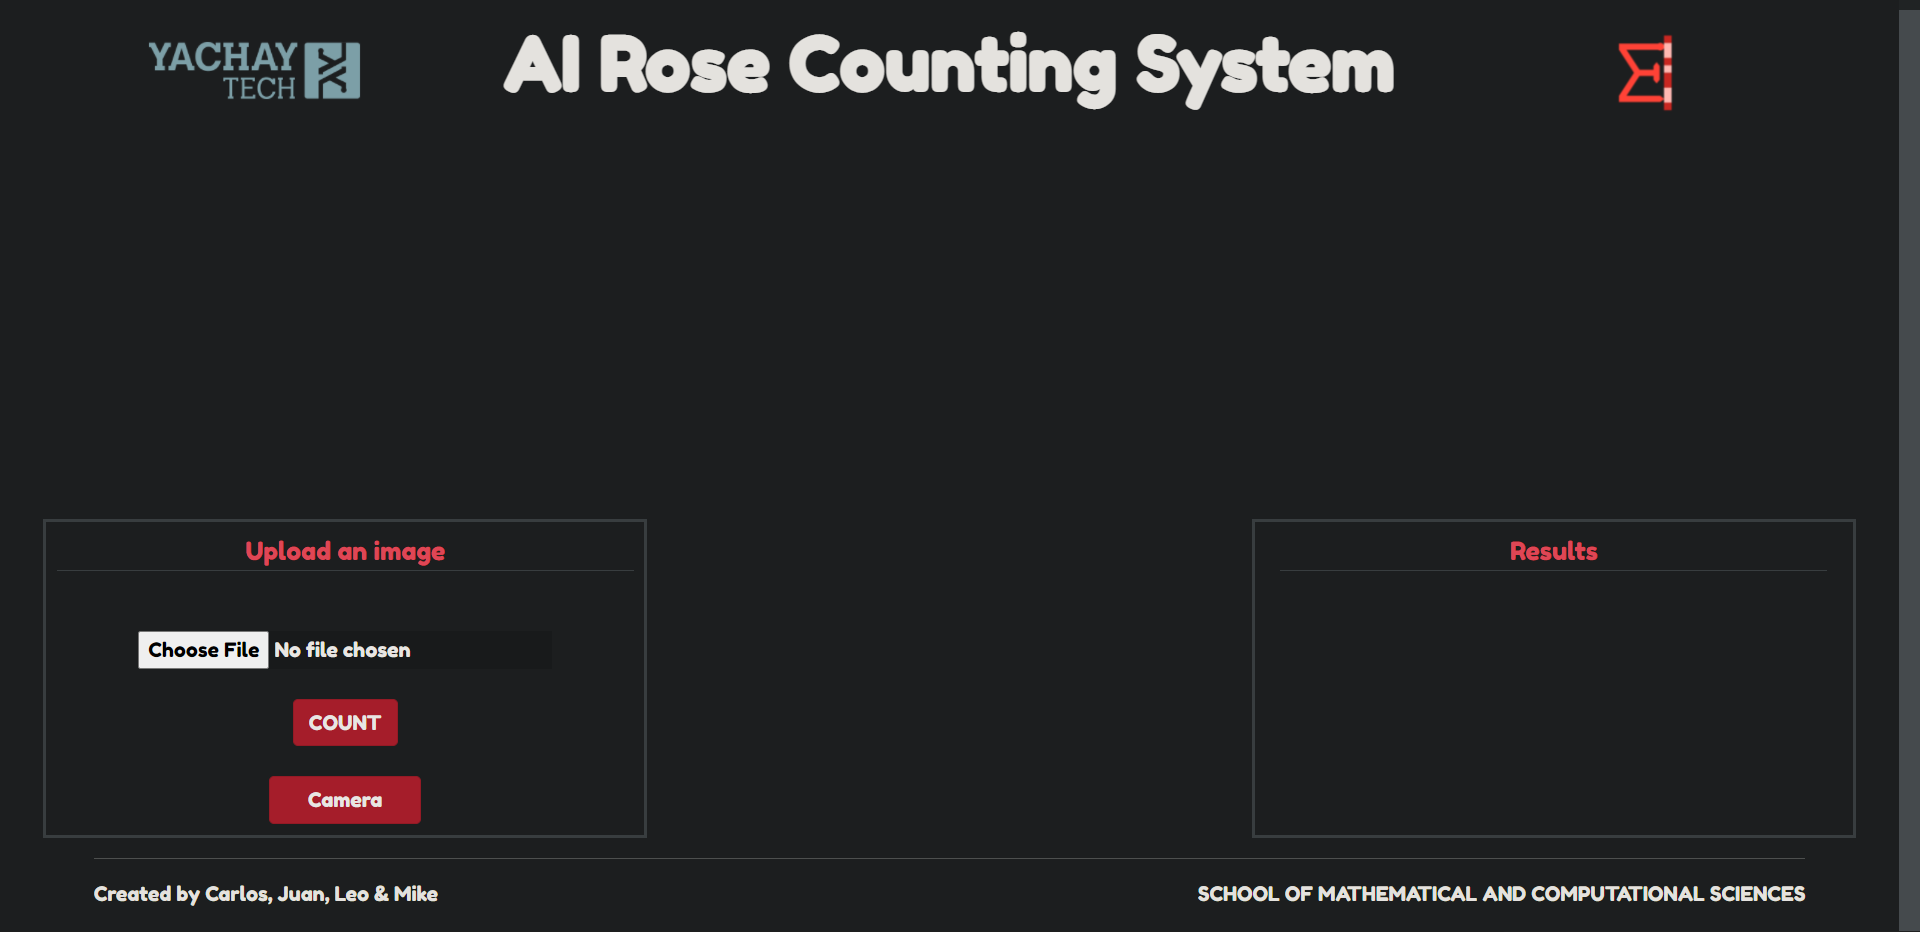 YACHAY
TECH
AI Rose Counting System
Upload an image
Choose File No file chosen
COUNT
Camera
Results
Created by Carlos, Juan, Leo & Mike
SCHOOL OF MATHEMATICAL AND COMPUTATIONAL SCIENCES